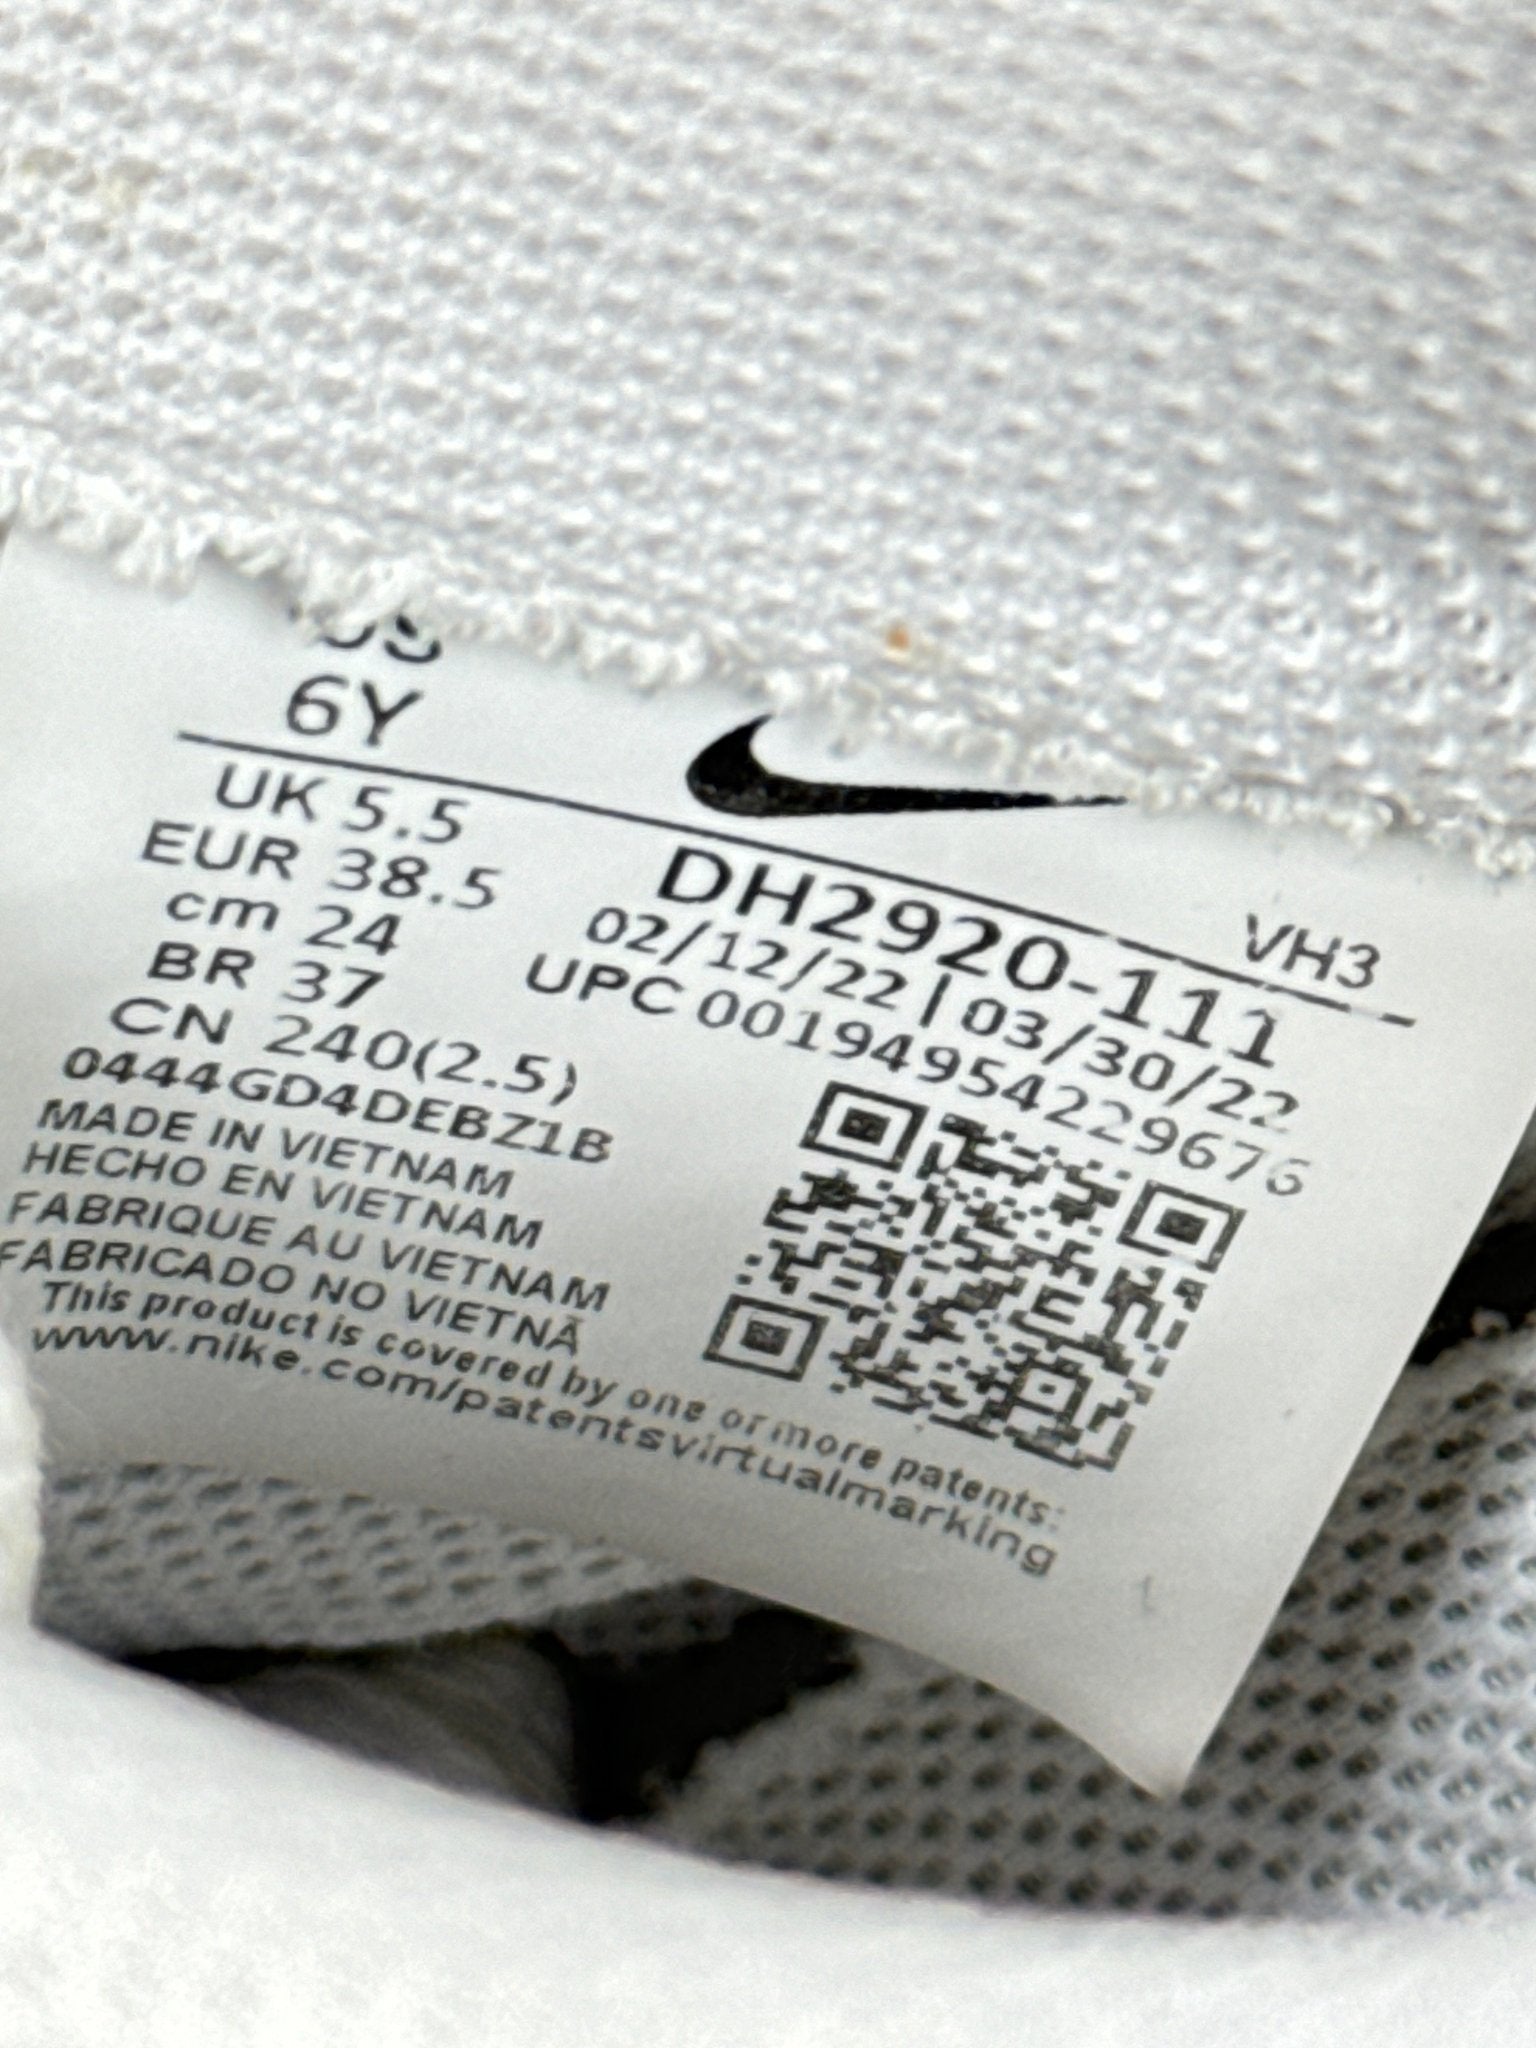 6Y
UK 5.5
EUR 38.5
cm 24
BR 37
CN 240(2.5)
0444GD4DEBZ1B
MADE IN VIETNAM
HECHO EN VIETNAM
FABRIQUE AU VIETNAM
FABRICADO NO VIETNÃ
This product is covered by one or more patents:
www.nike.com/patentsvirtualmarking
VH3
DH2920-111
02/12/22 | 03/30/22
UPC 00194954229676